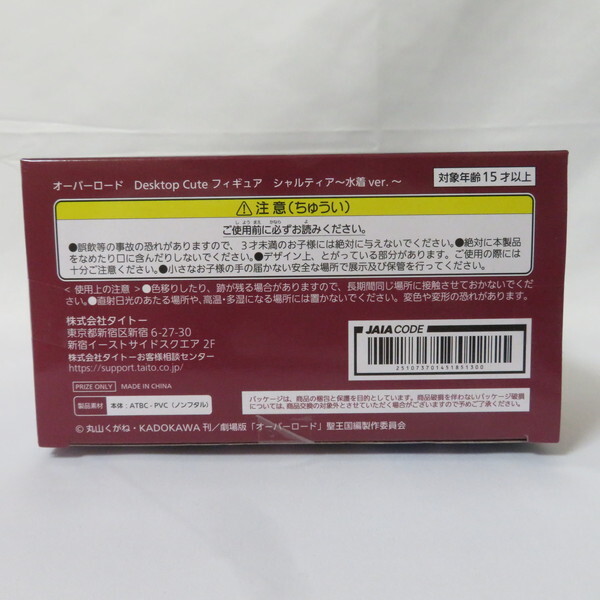 オーバーロード Desktop Cute フィギュア シャルティア～水着 ver.～
対象年齢15才以上
注意(ちゅうい)
ご使用前に必ずお読みください。
●誤飲等の事故の恐れがありますので、3才未満のお子様には絶対に与えないでください。●絶対に本製品
をなめたり口に含んだりしないでください。●デザイン上、とがっている部分があります。ご使用の際には
十分ご注意ください。●小さなお子様の手の届かない安全な場所で展示及び保管を行ってください。
< 使用上の注意 >●色移りしたり、跡が残る場合がありますので、長期間同じ場所に接触させておかないでくださ
い。●直射日光のあたる場所や、高温・多湿になる場所には置かないでください。変色や変形の恐れがあります。
株式会社タイトー
東京都新宿区新宿 6-27-30
新宿イーストサイドスクエア 2F
株式会社タイトーお客様相談センター
https://support.taito.co.jp/
JAIA CODE
251073701451851300
PRIZE ONLY MADE IN CHINA
製品素材 本体:ATBC-PVC(ノンフタル)
パッケージは、商品の梱包と保護を目的としています。商品破損を伴わないパッケージ破損
については、商品交換の対象外とさせていただく場合がございますので予めご了承ください。
© 丸山くがね・KADOKAWA 刊/劇場版「オーバーロード」聖王国編製作委員会